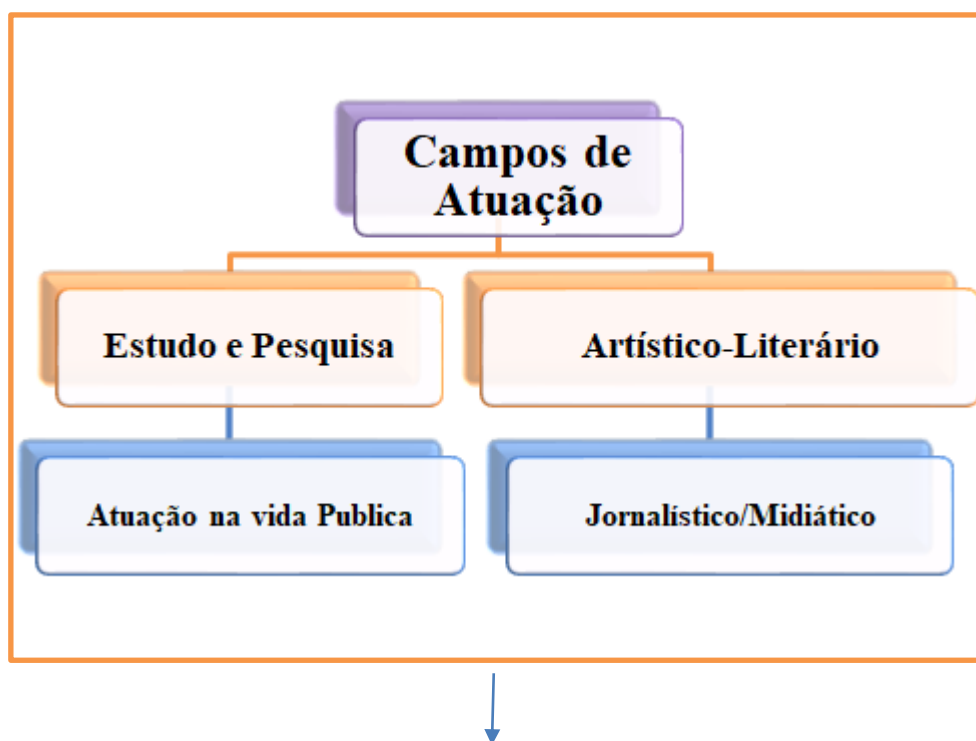 Campos de
Atuação
Estudo e Pesquisa
Artístico-Literário
Atuação na vida Publica
Jornalístico/Midiático